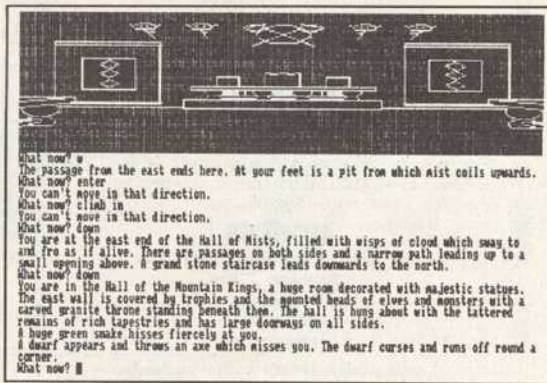 What now? w
The passage from the east ends here. At your feet is a pit from which mist coils upwards.
What now? enter
You can't move in that direction.
What now? climb in
You can't move in that direction.
What now? down
You are at the east end of the Hall of Mists, filled with wisps of cloud which sway to
and fro as if alive. There are passages on both sides and a narrow path leading up to a
small opening above. A grand stone staircase leads downwards to the north.
What now? down
You are in the Hall of the Mountain Kings, a huge room decorated with majestic statues.
The east wall is covered by trophies and the mounted heads of elves and monsters with a
carved granite throne standing beneath them. The hall is hung about with the tattered
remains of rich tapestries and has large doorways on all sides.
A huge green snake hisses fiercely at you.
A dwarf appears and throws an axe which misses you. The dwarf curses and runs off round a
corner.
What now?